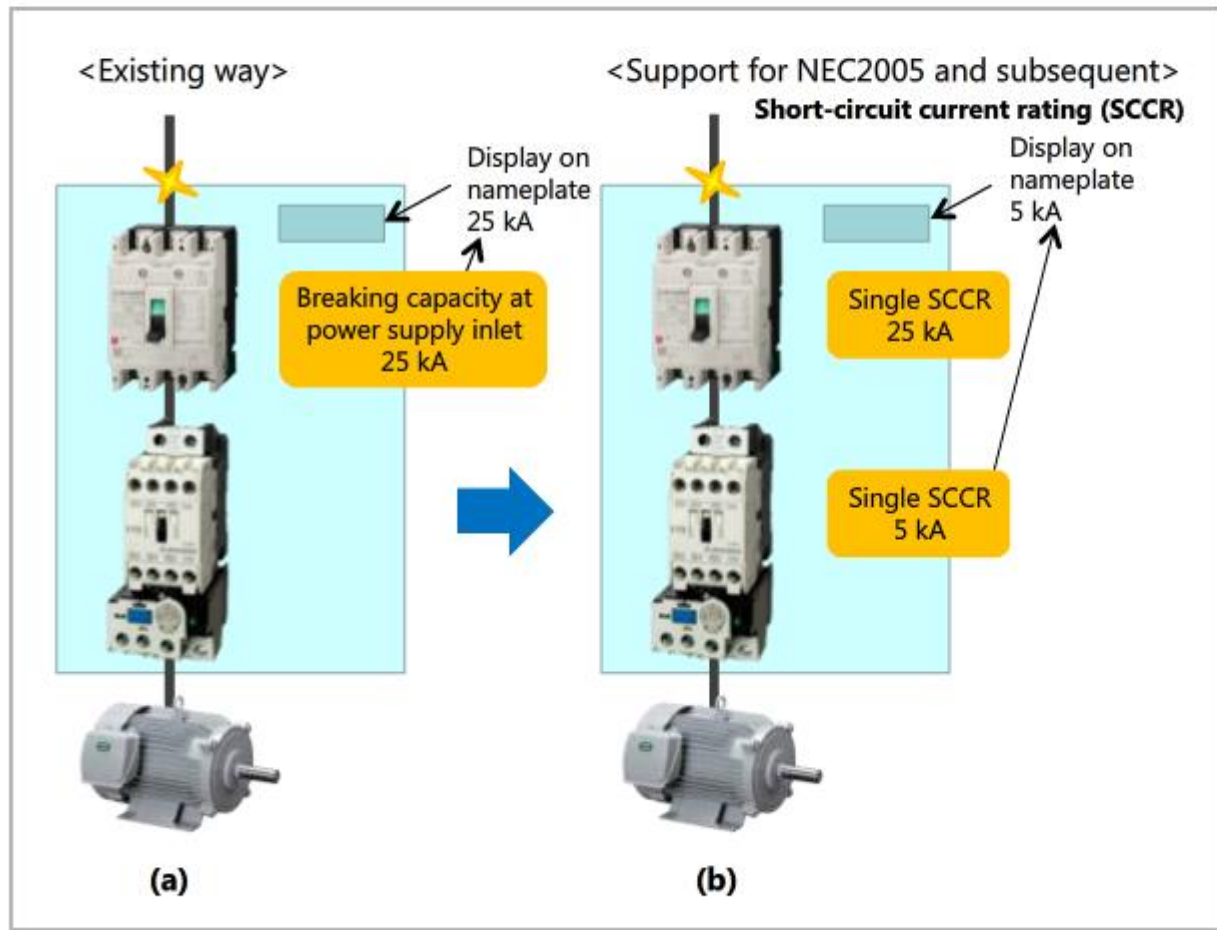 <Existing way>
Display on
nameplate
25 kA
Breaking capacity at
power supply inlet
25 kA
(a)
<Support for NEC2005 and subsequent>
Short-circuit current rating (SCCR)
Display on
nameplate
5 kA
Single SCCR
25 kA
Single SCCR
5 kA
(b)